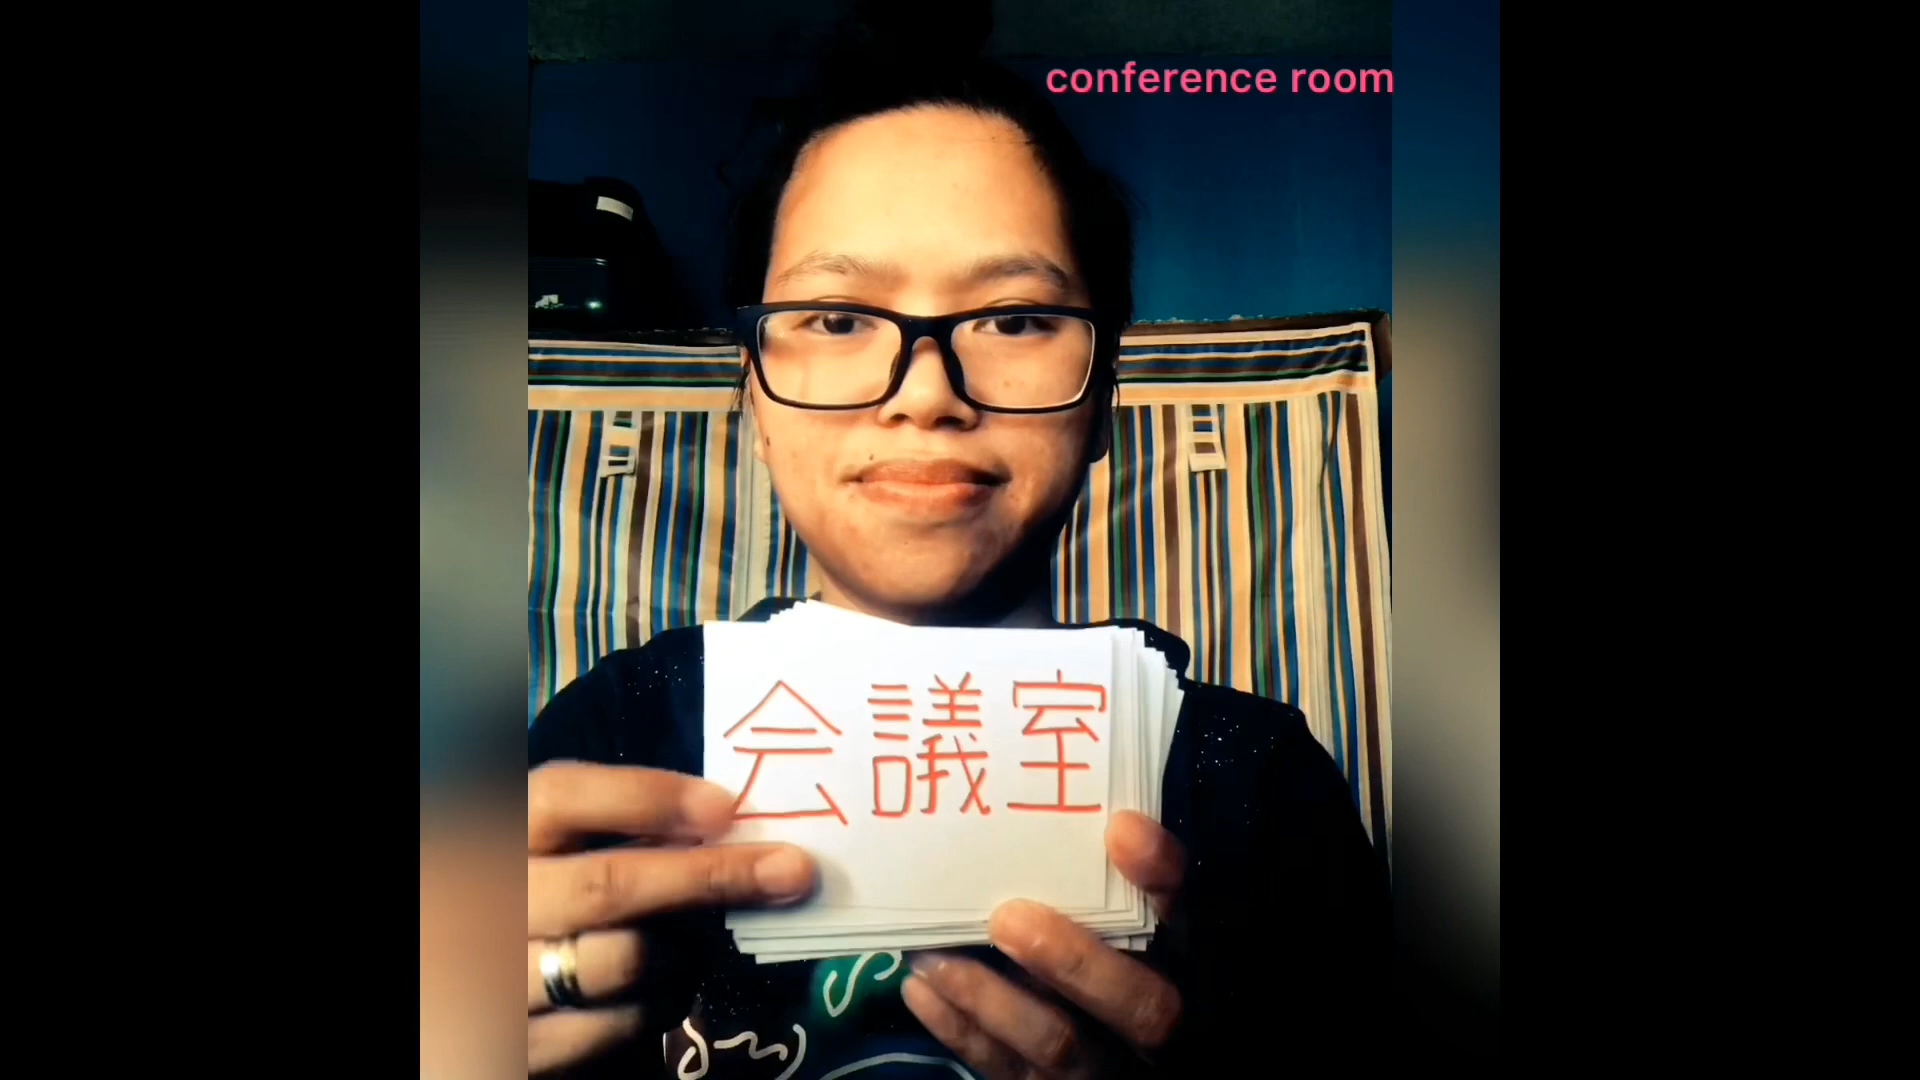 conference room
会議室